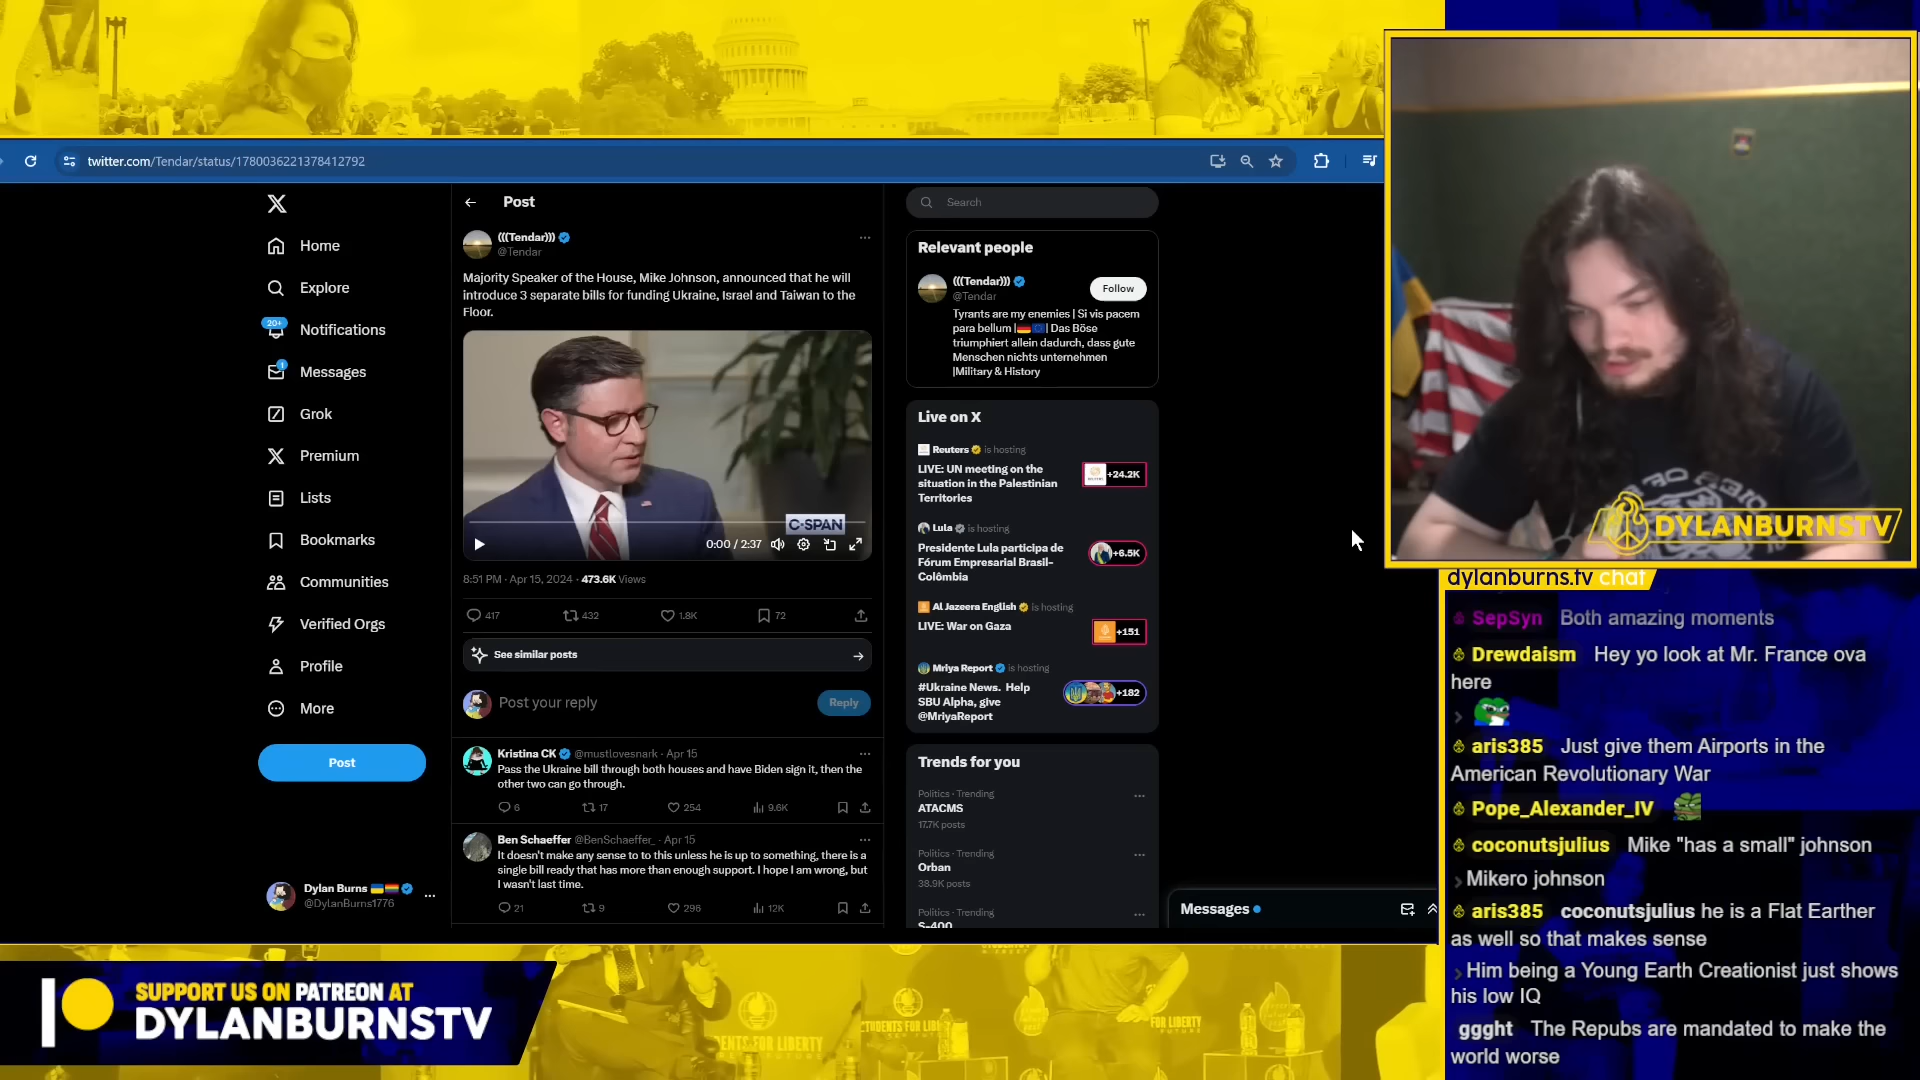 twitter.com/Tendar/status/1780036221378412792
Home
Explore
20+
Notifications
1
Messages
Grok
Premium
Lists
Bookmarks
Communities
Verified Orgs
Profile
More
Post
Dylan Burns
@DylanBurns1776
Post
(((Tendar)))
@Tendar
Majority Speaker of the House, Mike Johnson, announced that he will
introduce 3 separate bills for funding Ukraine, Israel and Taiwan to the
Floor.
C-SPAN
0:00 / 2:37
8:51 PM · Apr 15, 2024 · 473.6K Views
417
432
1.8K
72
See similar posts
Post your reply
Reply
Kristina CK @mustlovesnark · Apr 15
Pass the Ukraine bill through both houses and have Biden sign it, then the
other two can go through.
6
17
254
9.6K
Ben Schaeffer @BenSchaeffer_ · Apr 15
It doesn't make any sense to to this unless he is up to something, there is a
single bill ready that has more than enough support. I hope I am wrong, but
I wasn't last time.
21
9
296
12K
Search
Relevant people
(((Tendar)))
@Tendar
Follow
Tyrants are my enemies | Si vis pacem
para bellum | | Das Böse
triumphiert allein dadurch, dass gute
Menschen nichts unternehmen
|Military & History
Live on X
Reuters is hosting
LIVE: UN meeting on the
situation in the Palestinian
Territories
+24.2K
Lula is hosting
Presidente Lula participa de
Fórum Empresarial Brasil-
Colômbia
+6.5K
Al Jazeera English is hosting
LIVE: War on Gaza
+151
Mriya Report is hosting
#Ukraine News. Help
SBU Alpha, give
@MriyaReport
+182
Trends for you
Politics · Trending
ATACMS
17.7K posts
Politics · Trending
Orban
38.9K posts
Politics · Trending
S-400
Messages
DYLANBURNSTV
dylanburns.tv chat
SepSyn Both amazing moments
Drewdaism Hey yo look at Mr. France ova
here
aris385 Just give them Airports in the
American Revolutionary War
Pope_Alexander_IV
coconutsjulius Mike "has a small" johnson
Mikero johnson
aris385 coconutsjulius he is a Flat Earther
as well so that makes sense
Him being a Young Earth Creationist just shows
his low IQ
ggght The Repubs are mandated to make the
world worse
SUPPORT US ON PATREON AT
DYLANBURNSTV